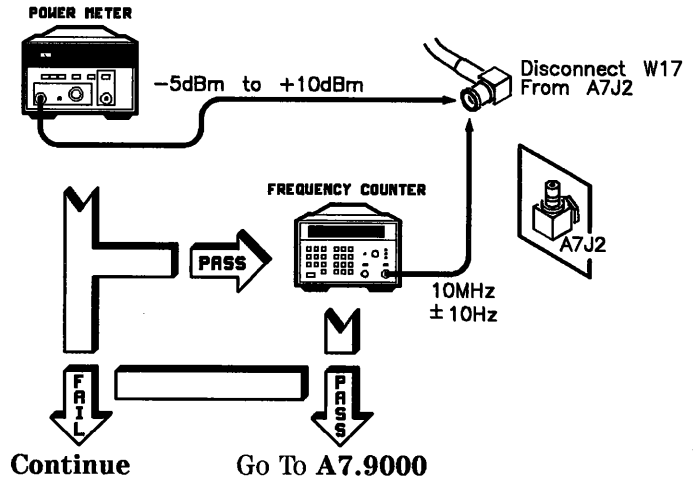 POWER METER
-5dBm to +10dBm
Disconnect W17
From A7J2
FREQUENCY COUNTER
A7J2
PASS
10MHz
±10Hz
FAIL
PASS
Continue
Go To A7.9000